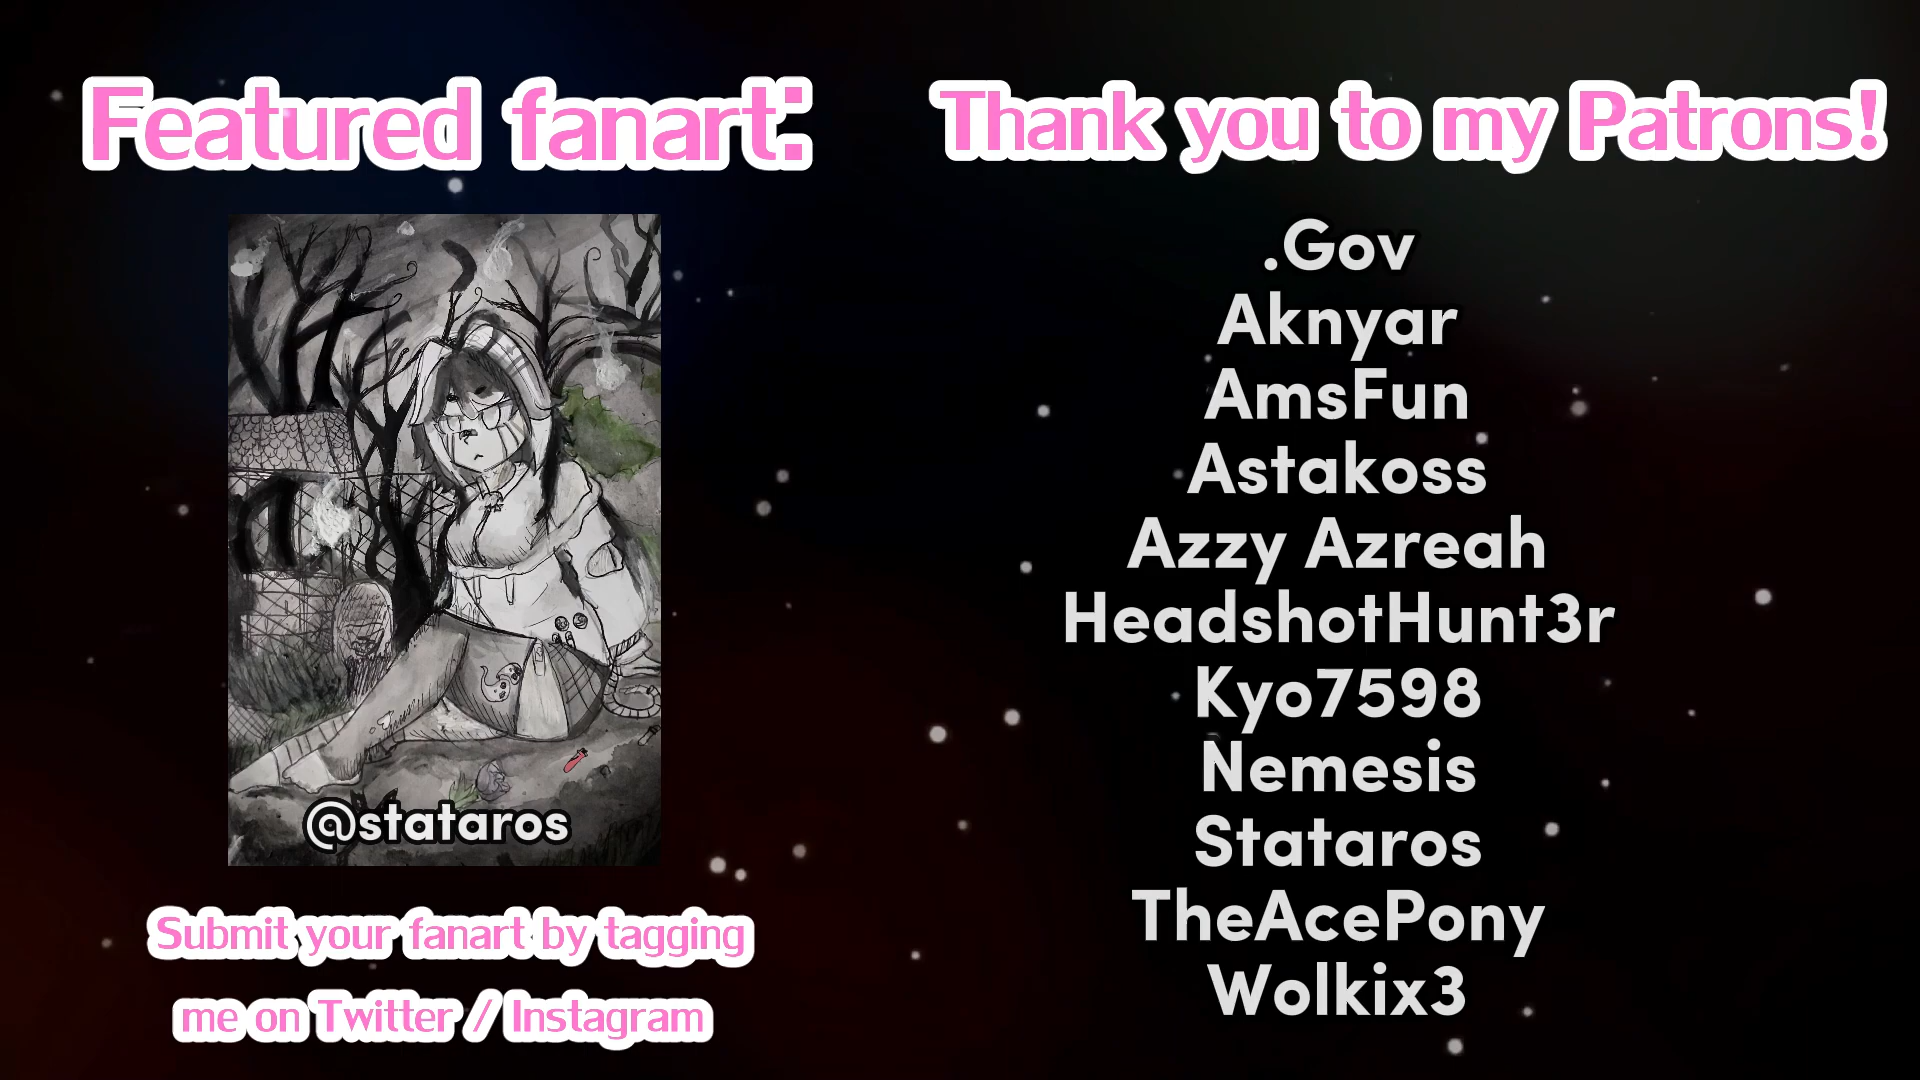 Featured fanart:
@stataros
Submit your fanart by tagging
me on Twitter / Instagram
Thank you to my Patrons!
.Gov
Aknyar
AmsFun
Astakoss
Azzy Azreah
HeadshotHunt3r
Kyo7598
Nemesis
Stataros
TheAcePony
Wolkix3